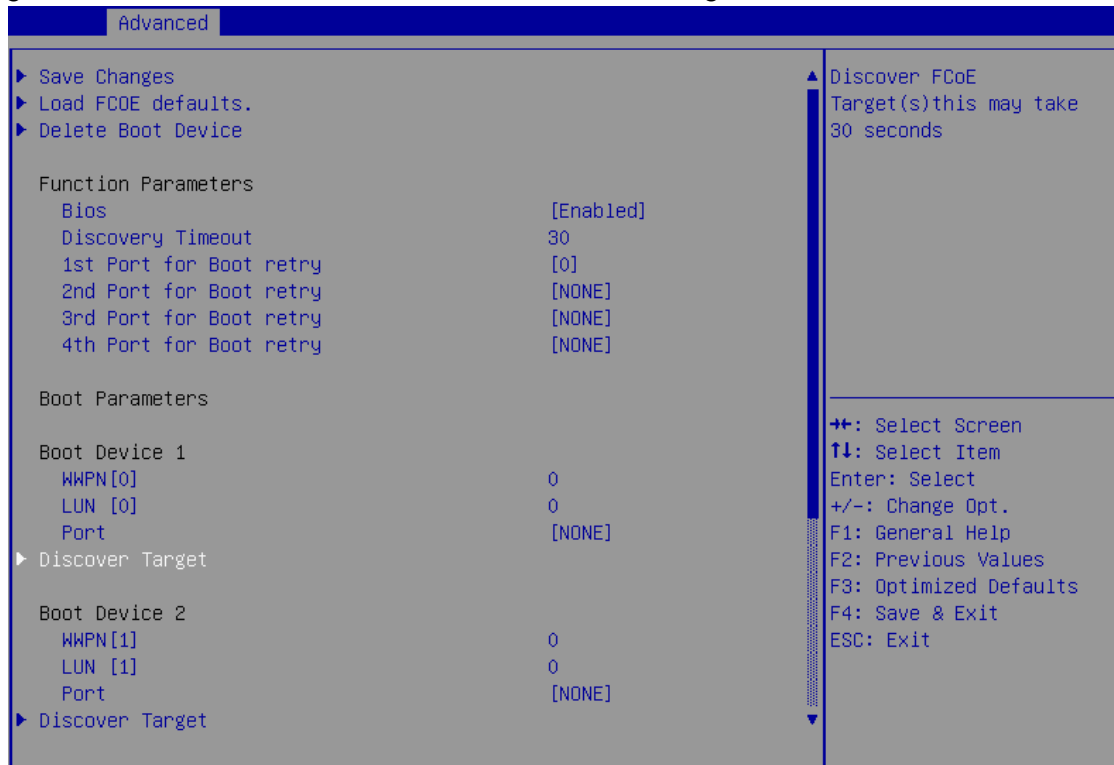 Advanced
Save Changes
Load FCOE defaults.
Delete Boot Device
Function Parameters
Bios [Enabled]
Discovery Timeout 30
1st Port for Boot retry [0]
2nd Port for Boot retry [NONE]
3rd Port for Boot retry [NONE]
4th Port for Boot retry [NONE]
Boot Parameters
Boot Device 1
WWPN[0] 0
LUN [0] 0
Port [NONE]
Discover Target
Boot Device 2
WWPN[1] 0
LUN [1] 0
Port [NONE]
Discover Target
Discover FCoE
Target(s)this may take
30 seconds
→←: Select Screen
↑↓: Select Item
Enter: Select
+/-: Change Opt.
F1: General Help
F2: Previous Values
F3: Optimized Defaults
F4: Save & Exit
ESC: Exit